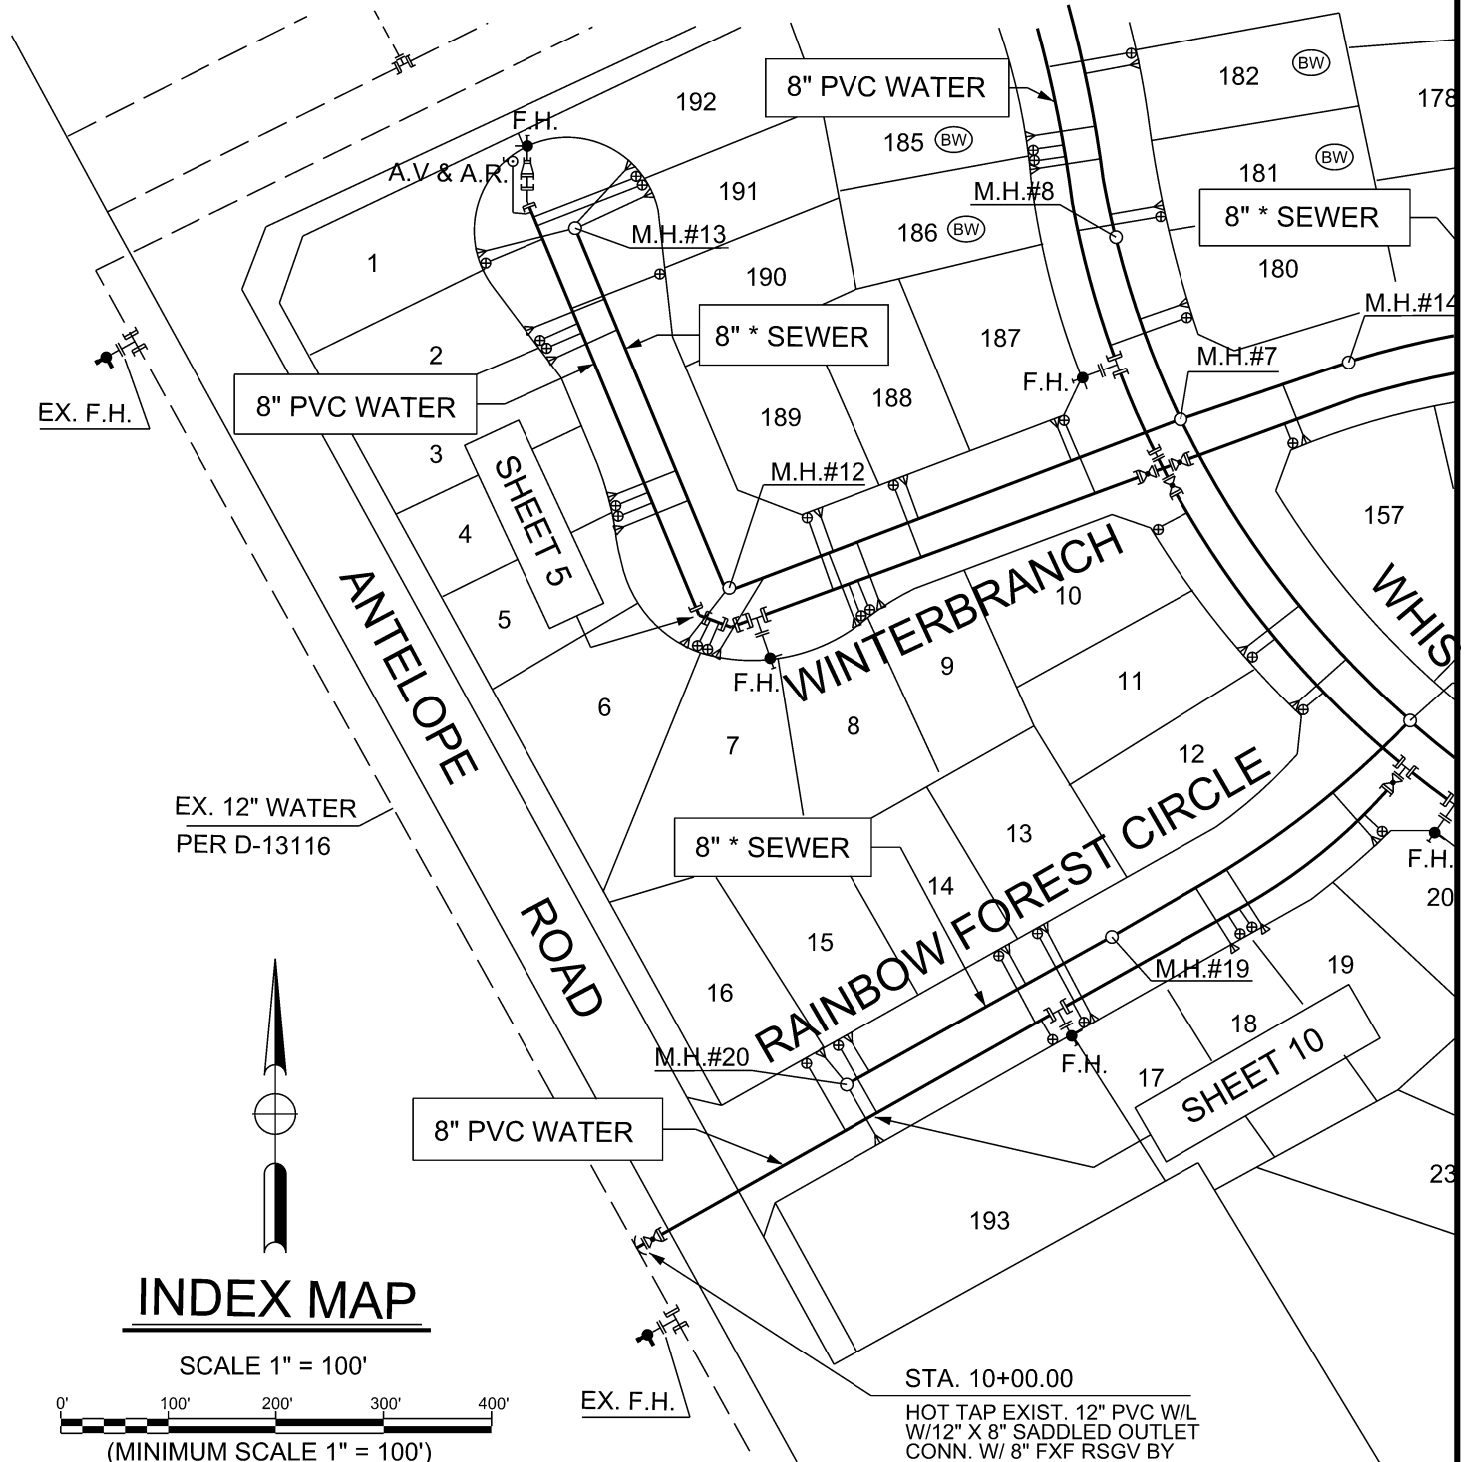 192
182
BW
178
8" PVC WATER
F.H.
185
BW
A.V & A.R.
191
M.H.#8
181
BW
8" * SEWER
186
BW
M.H.#13
1
190
180
M.H.#14
8" * SEWER
187
2
M.H.#7
EX. F.H.
8" PVC WATER
F.H.
188
189
3
M.H.#12
SHEET 5
4
157
ANTELOPE
ROAD
WINTERBRANCH
WHIS
10
5
9
11
F.H.
6
7
8
12
EX. 12" WATER
PER D-13116
8" * SEWER
13
RAINBOW FOREST CIRCLE
F.H.
14
20
15
16
M.H.#19
19
18
M.H.#20
F.H.
17
SHEET 10
8" PVC WATER
23
193
INDEX MAP
SCALE 1" = 100'
0' 100' 200' 300' 400'
(MINIMUM SCALE 1" = 100')
EX. F.H.
STA. 10+00.00
HOT TAP EXIST. 12" PVC W/L
W/12" X 8" SADDLED OUTLET
CONN. W/ 8" FXF RSGV BY